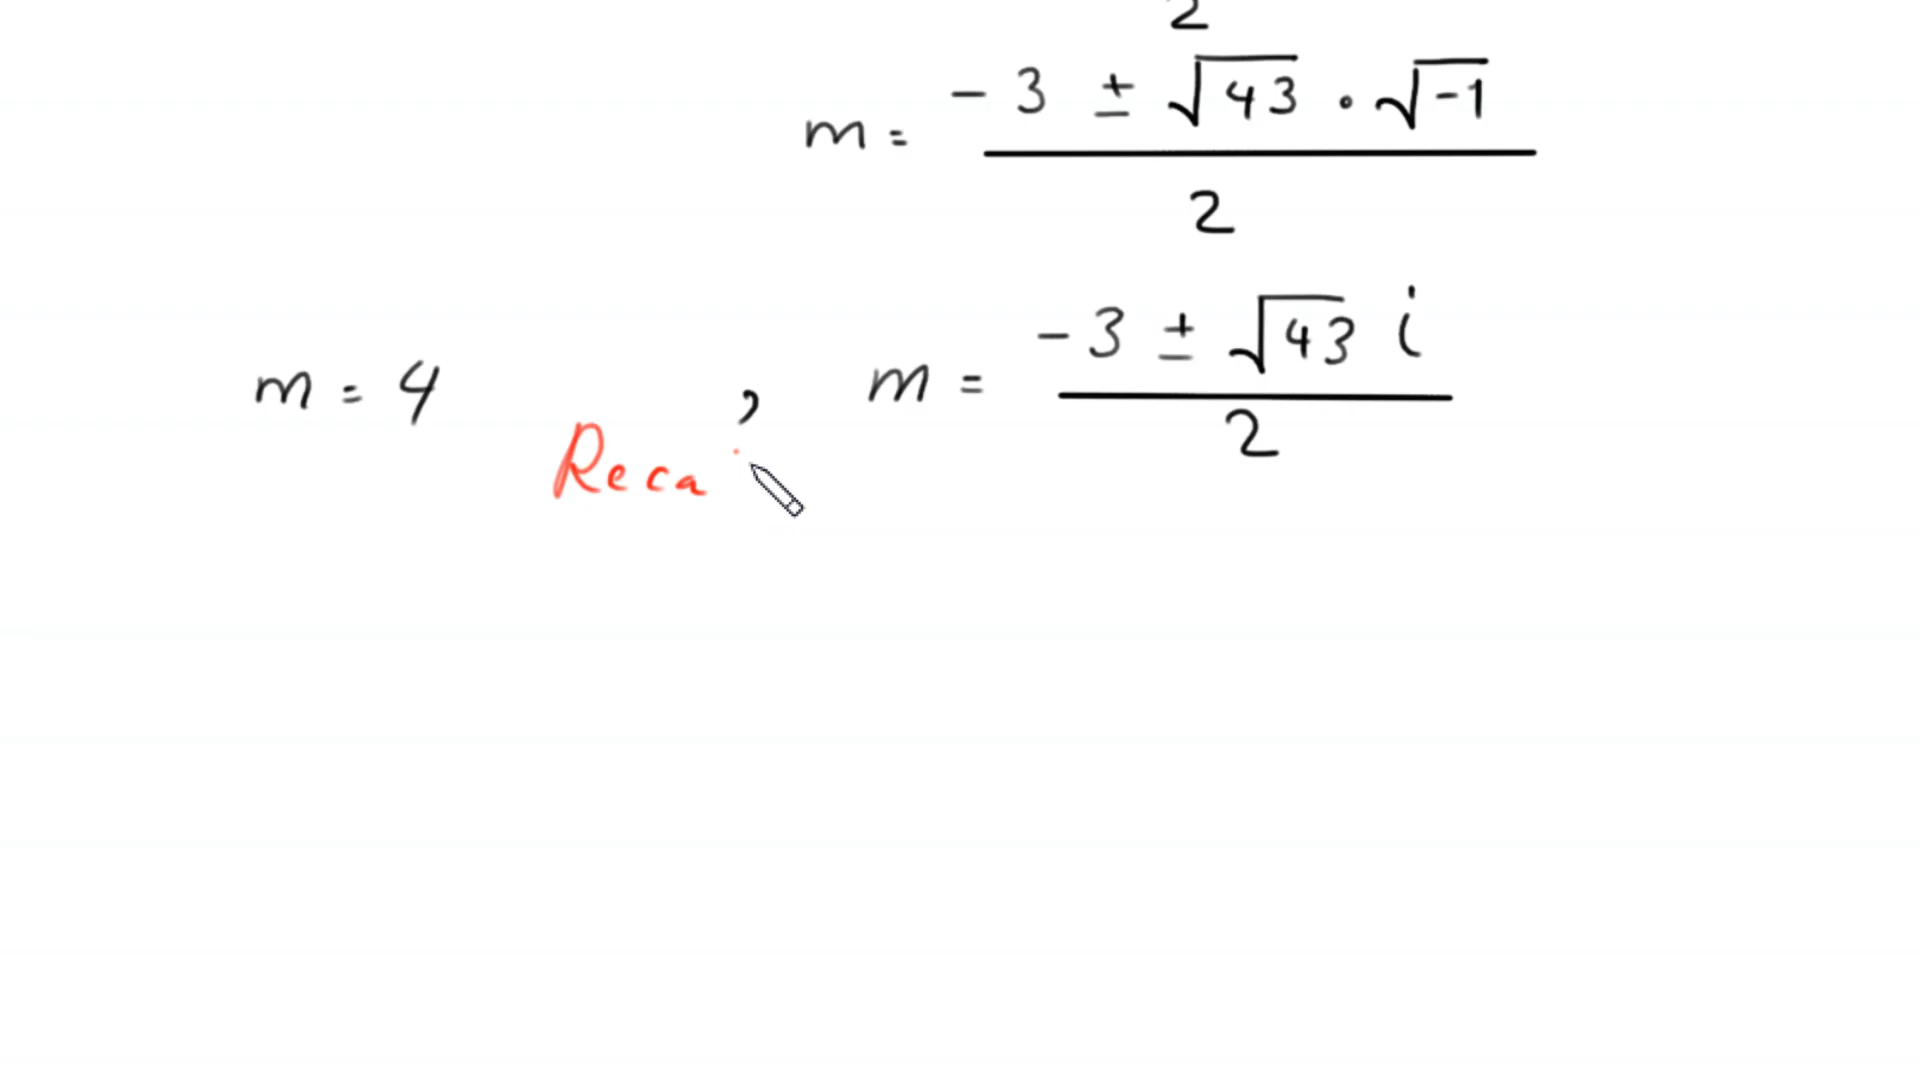 2
m = (-3 ± √43 · √-1) / 2
m = 4 , m = (-3 ± √43 i) / 2
Reca